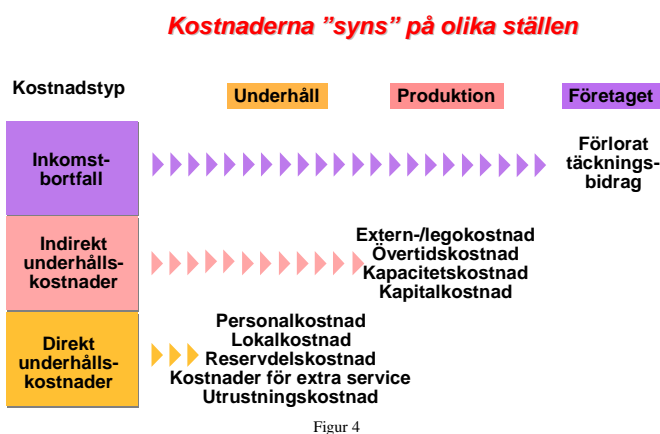 Kostnaderna ”syns” på olika ställen
Kostnadstyp
Underhåll
Produktion
Företaget
Inkomst-
bortfall
Förlorat
täcknings-
bidrag
Indirekt
underhålls-
kostnader
Extern-/legokostnad
Övertidskostnad
Kapacitetskostnad
Kapitalkostnad
Direkt
underhålls-
kostnader
Personalkostnad
Lokalkostnad
Reservdelskostnad
Kostnader för extra service
Utrustningskostnad
Figur 4